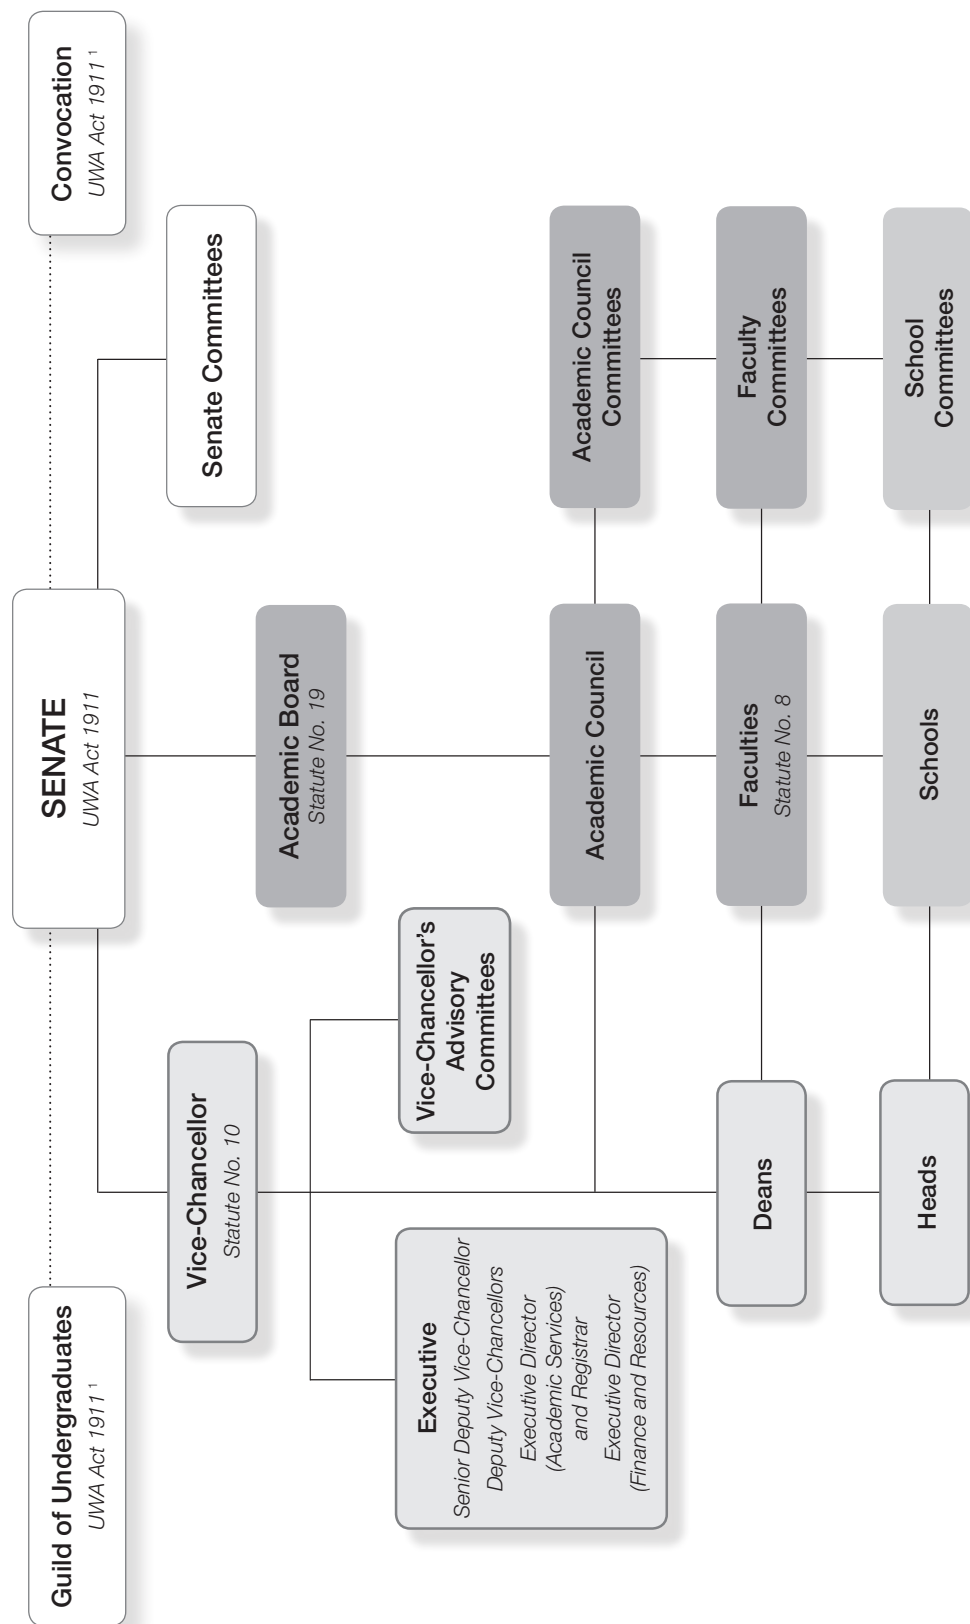 Guild of Undergraduates
UWA Act 1911 ¹
SENATE
UWA Act 1911
Convocation
UWA Act 1911 ¹
Vice-Chancellor
Statute No. 10
Senate Committees
Academic Board
Statute No. 19
Executive
Senior Deputy Vice-Chancellor
Deputy Vice-Chancellors
Executive Director
(Academic Services)
and Registrar
Executive Director
(Finance and Resources)
Vice-Chancellor’s
Advisory
Committees
Academic Council
Academic Council
Committees
Deans
Faculties
Statute No. 8
Faculty
Committees
Heads
Schools
School
Committees